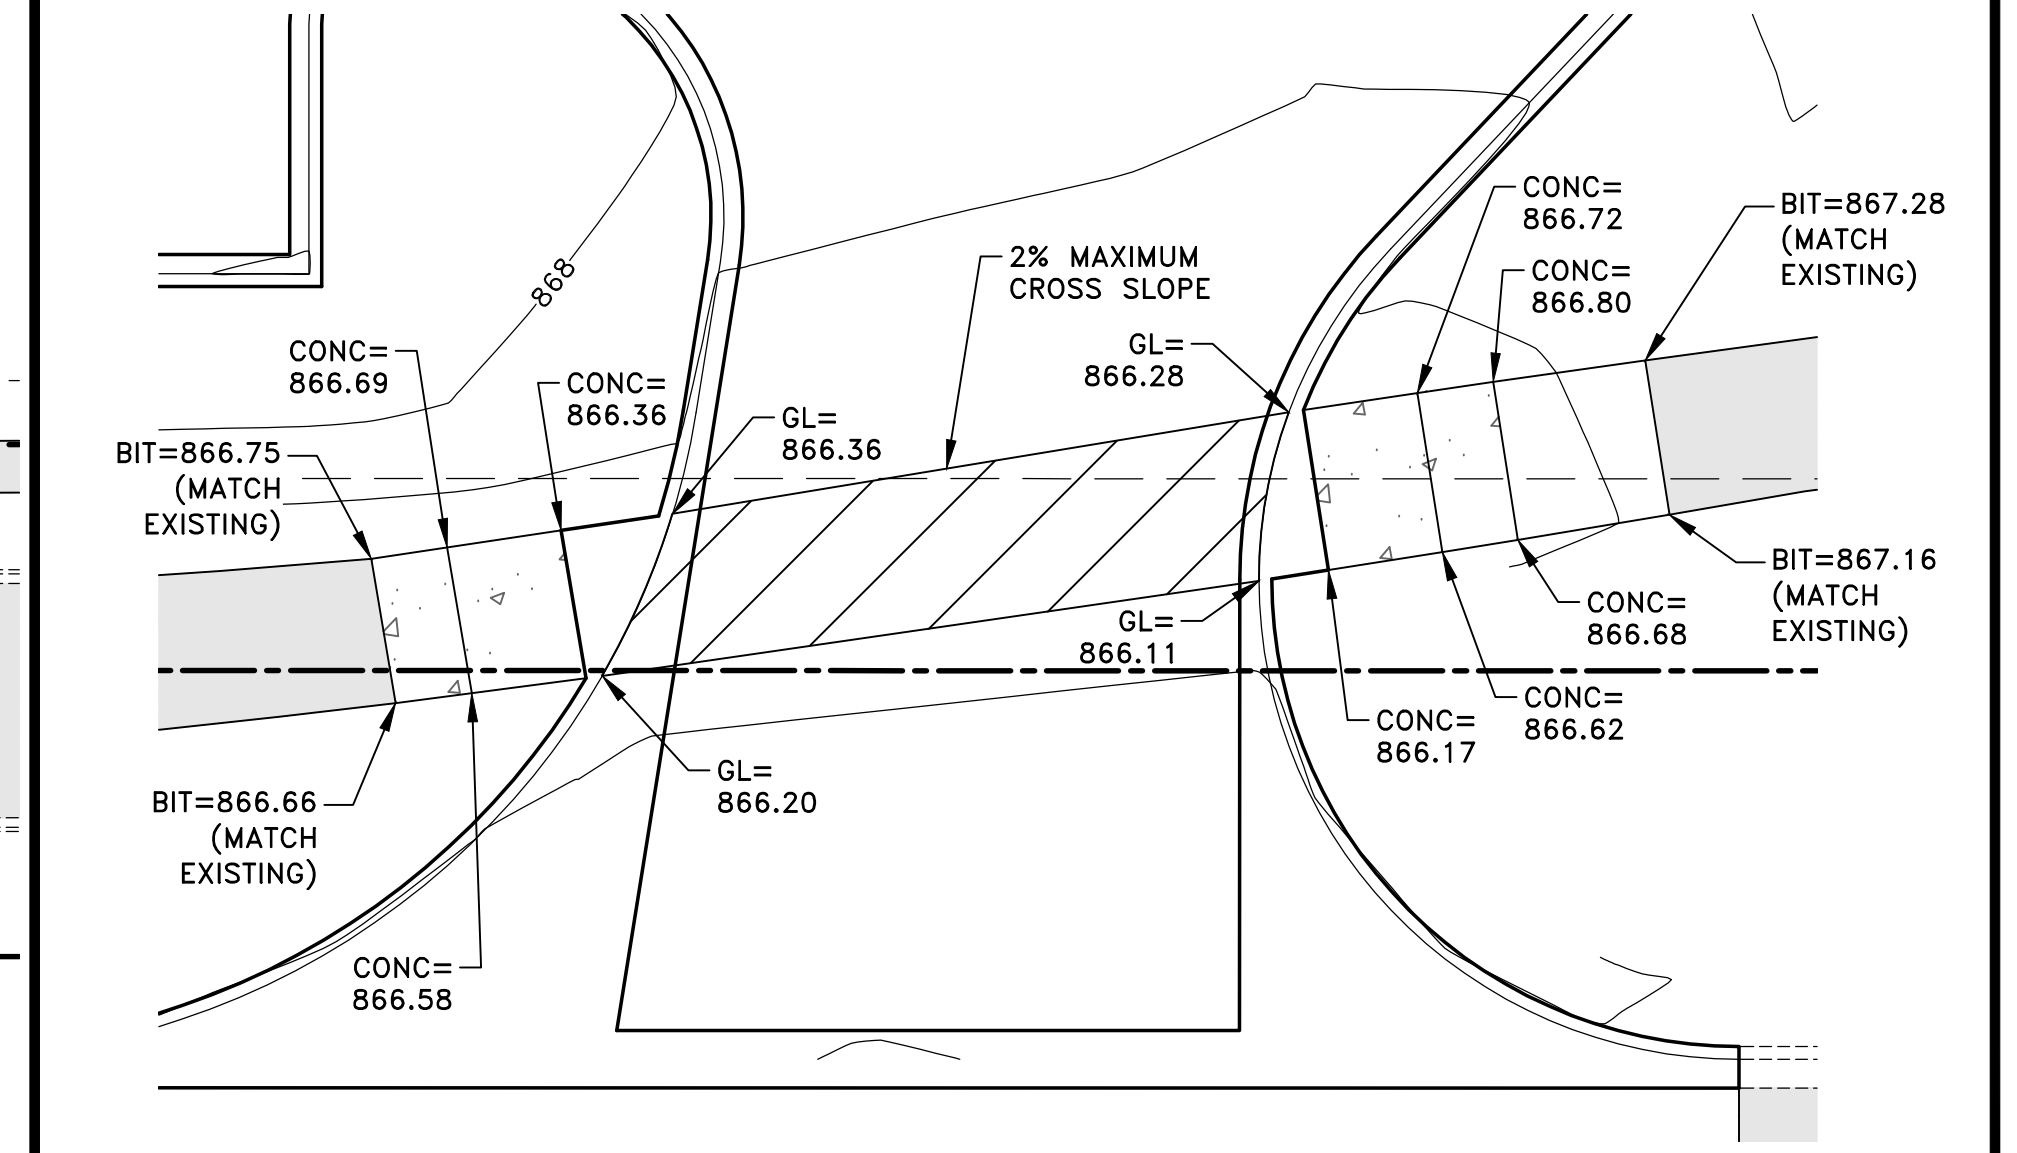 CONC=
866.72
BIT=867.28
(MATCH
EXISTING)
2% MAXIMUM
CROSS SLOPE
CONC=
866.80
868
GL=
866.28
CONC=
866.69
CONC=
866.36
GL=
866.36
BIT=866.75
(MATCH
EXISTING)
BIT=867.16
(MATCH
EXISTING)
CONC=
866.68
GL=
866.11
CONC=
866.62
CONC=
866.17
GL=
866.20
BIT=866.66
(MATCH
EXISTING)
CONC=
866.58